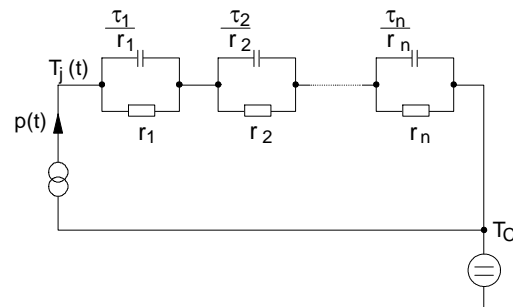 τ1/r1 τ2/r2 τn/rn
Tj(t)
r1 r2 rn
p(t)
TC